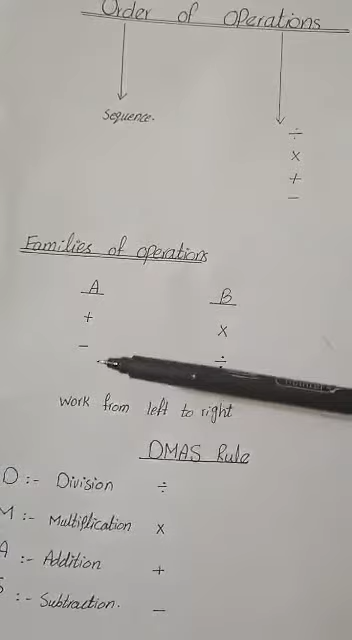 Order of operations
Sequence.
÷
×
+
-
Families of operations
A B
+ ×
- ÷
work from left to right
DMAS Rule
D :- Division ÷
M :- Multiplication ×
A :- Addition +
S :- Subtraction. -